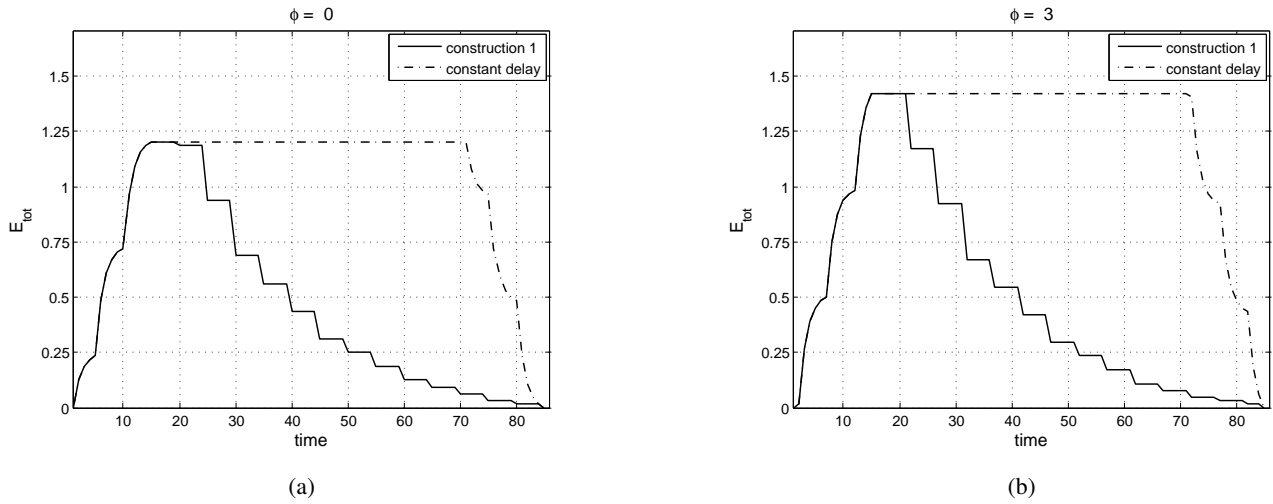 ϕ = 0
construction 1
constant delay
E_tot
1.5
1.25
1
0.75
0.5
0.25
0
10 20 30 40 50 60 70 80
time
(a)
ϕ = 3
construction 1
constant delay
E_tot
1.5
1.25
1
0.75
0.5
0.25
0
10 20 30 40 50 60 70 80
time
(b)